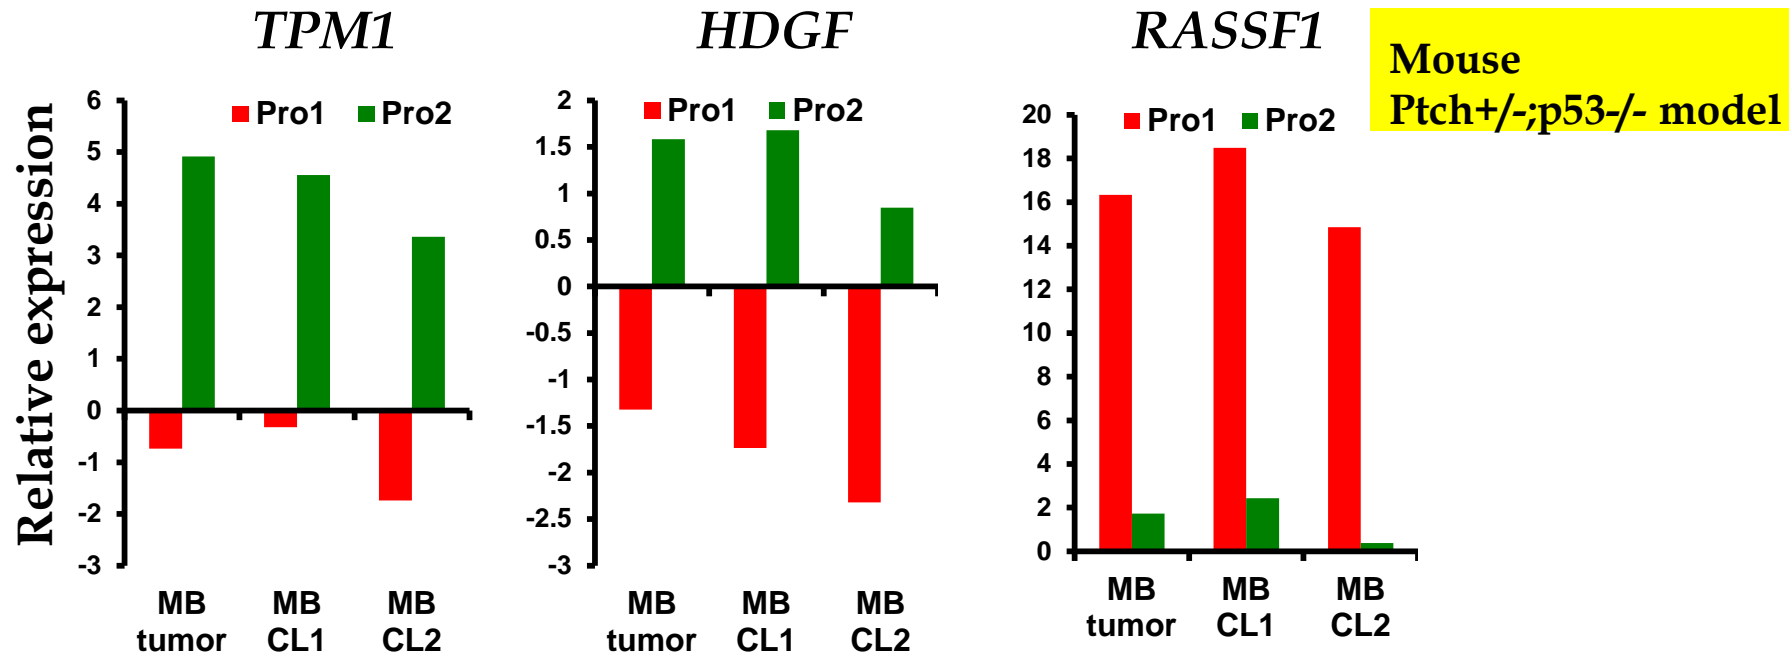 TPM1
HDGF
RASSF1
Mouse
Ptch+/-;p53-/- model
Relative expression
6
5
4
3
2
1
0
-1
-2
-3
Pro1 Pro2
MB tumor
MB CL1
MB CL2
2
1.5
1
0.5
0
-0.5
-1
-1.5
-2
-2.5
-3
Pro1 Pro2
MB tumor
MB CL1
MB CL2
20
18
16
14
12
10
8
6
4
2
0
Pro1 Pro2
MB tumor
MB CL1
MB CL2